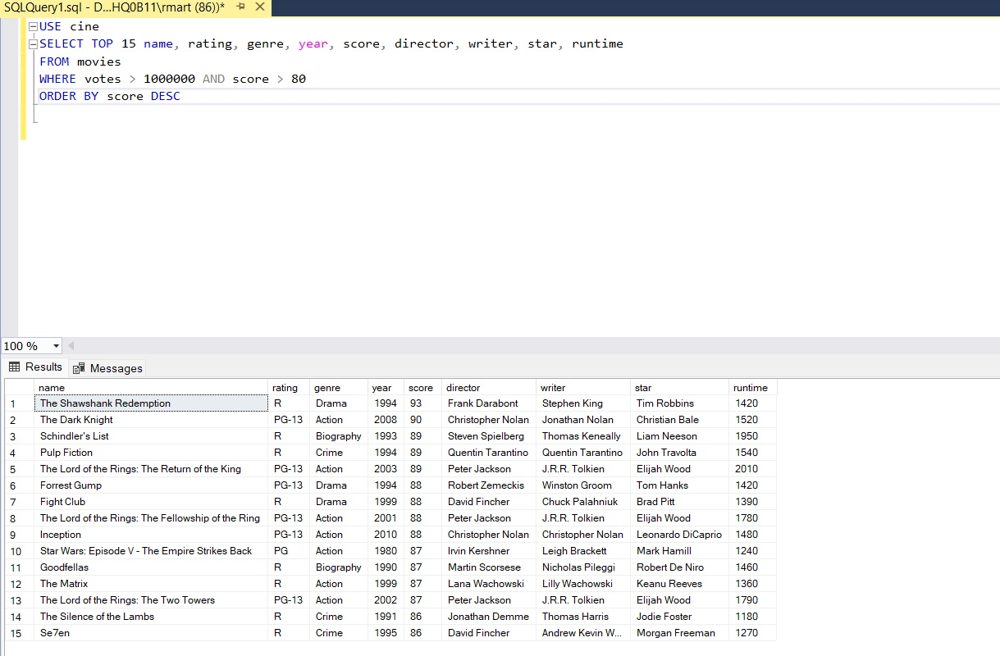 SQLQuery1.sql - D...HQ0B11\rmart (86))*
USE cine
SELECT TOP 15 name, rating, genre, year, score, director, writer, star, runtime
FROM movies
WHERE votes > 1000000 AND score > 80
ORDER BY score DESC
100 %
Results Messages
name rating genre year score director writer star runtime
1 The Shawshank Redemption R Drama 1994 93 Frank Darabont Stephen King Tim Robbins 1420
2 The Dark Knight PG-13 Action 2008 90 Christopher Nolan Jonathan Nolan Christian Bale 1520
3 Schindler's List R Biography 1993 89 Steven Spielberg Thomas Keneally Liam Neeson 1950
4 Pulp Fiction R Crime 1994 89 Quentin Tarantino Quentin Tarantino John Travolta 1540
5 The Lord of the Rings: The Return of the King PG-13 Action 2003 89 Peter Jackson J.R.R. Tolkien Elijah Wood 2010
6 Forrest Gump PG-13 Drama 1994 88 Robert Zemeckis Winston Groom Tom Hanks 1420
7 Fight Club R Drama 1999 88 David Fincher Chuck Palahniuk Brad Pitt 1390
8 The Lord of the Rings: The Fellowship of the Ring PG-13 Action 2001 88 Peter Jackson J.R.R. Tolkien Elijah Wood 1780
9 Inception PG-13 Action 2010 88 Christopher Nolan Christopher Nolan Leonardo DiCaprio 1480
10 Star Wars: Episode V - The Empire Strikes Back PG Action 1980 87 Irvin Kershner Leigh Brackett Mark Hamill 1240
11 Goodfellas R Biography 1990 87 Martin Scorsese Nicholas Pileggi Robert De Niro 1460
12 The Matrix R Action 1999 87 Lana Wachowski Lilly Wachowski Keanu Reeves 1360
13 The Lord of the Rings: The Two Towers PG-13 Action 2002 87 Peter Jackson J.R.R. Tolkien Elijah Wood 1790
14 The Silence of the Lambs R Crime 1991 86 Jonathan Demme Thomas Harris Jodie Foster 1180
15 Se7en R Crime 1995 86 David Fincher Andrew Kevin W... Morgan Freeman 1270